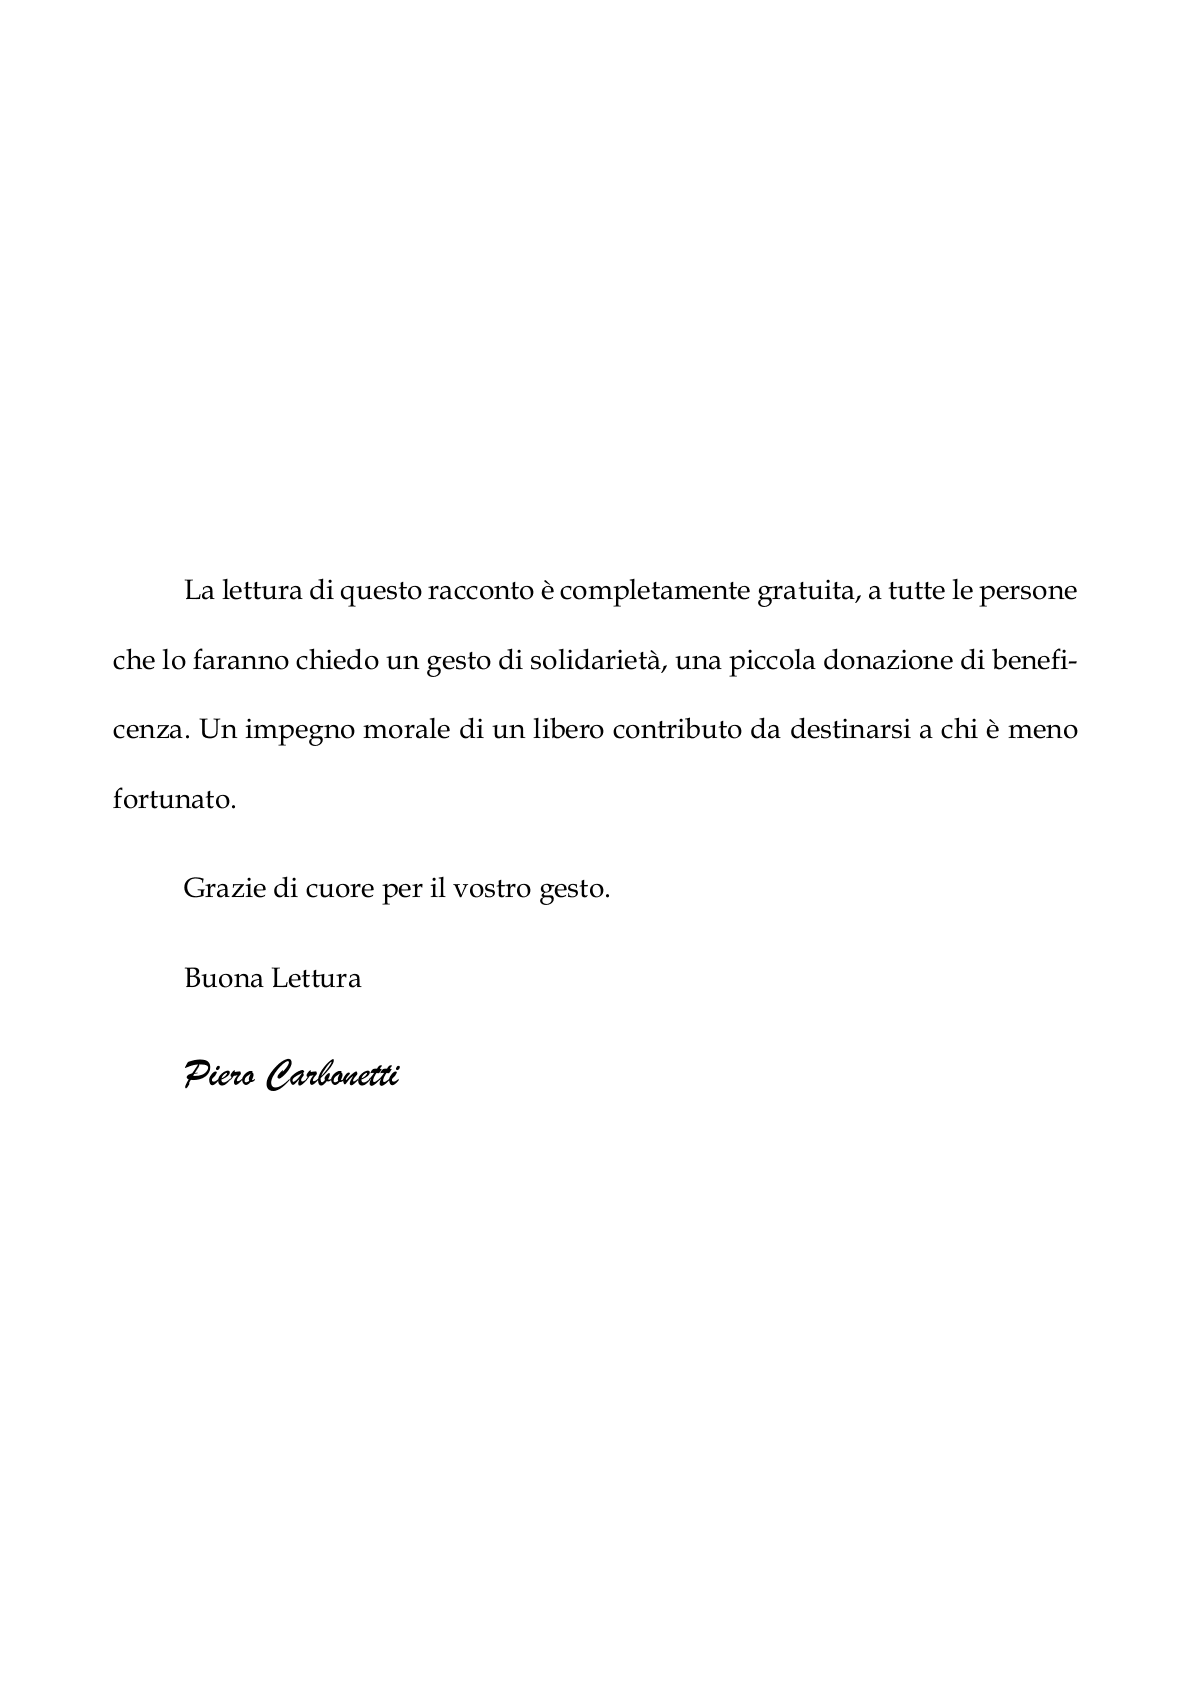 La lettura di questo racconto è completamente gratuita, a tutte le persone
che lo faranno chiedo un gesto di solidarietà, una piccola donazione di benefi-
cenza. Un impegno morale di un libero contributo da destinarsi a chi è meno
fortunato.
Grazie di cuore per il vostro gesto.
Buona Lettura
Piero Carbonetti